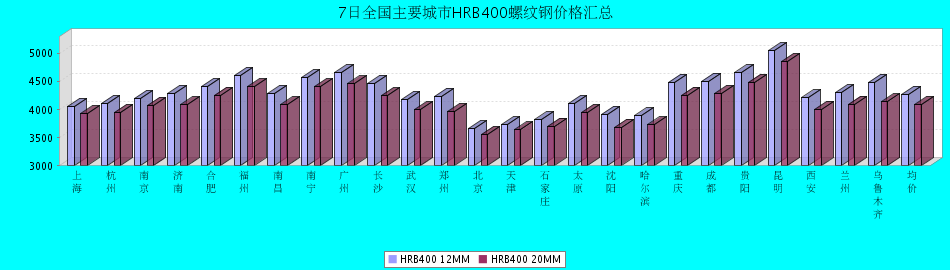 7日全国主要城市HRB400螺纹钢价格汇总
5000
4500
4000
3500
3000
上海 杭州 南京 济南 合肥 福州 南昌 南宁 广州 长沙 武汉 郑州 北京 天津 石家庄 太原 沈阳 哈尔滨 重庆 成都 贵阳 昆明 西安 兰州 乌鲁木齐 均价
HRB400 12MM HRB400 20MM